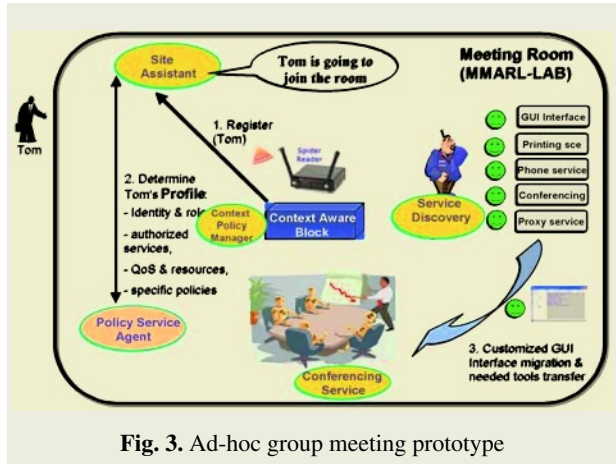 Site
Assistant
Tom is going to
join the room
Meeting Room
(MMARL-LAB)
Tom
1. Register
(Tom)
Spider
Reader
GUI Interface
Printing sce
Phone service
Conferencing
Proxy service
2. Determine
Tom's Profile:
- Identity & role
- authorized
services,
- QoS & resources,
- specific policies
Context
Policy
Manager
Context Aware
Block
Service
Discovery
Policy Service
Agent
Conferencing
Service
3. Customized GUI
Interface migration &
needed tools transfer
Fig. 3. Ad-hoc group meeting prototype